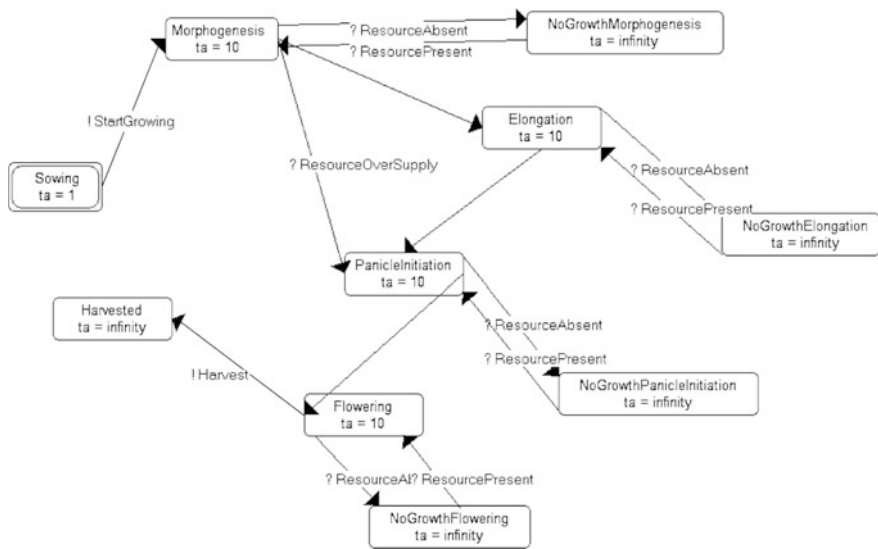 Morphogenesis
ta = 10
? ResourceAbsent
? ResourcePresent
NoGrowthMorphogenesis
ta = infinity
! StartGrowing
Elongation
ta = 10
? ResourceOverSupply
? ResourceAbsent
Sowing
ta = 1
? ResourcePresent
NoGrowthElongation
ta = infinity
PanicleInitiation
ta = 10
Harvested
ta = infinity
? ResourceAbsent
? ResourcePresent
! Harvest
NoGrowthPanicleInitiation
ta = infinity
Flowering
ta = 10
? ResourceAl
? ResourcePresent
NoGrowthFlowering
ta = infinity